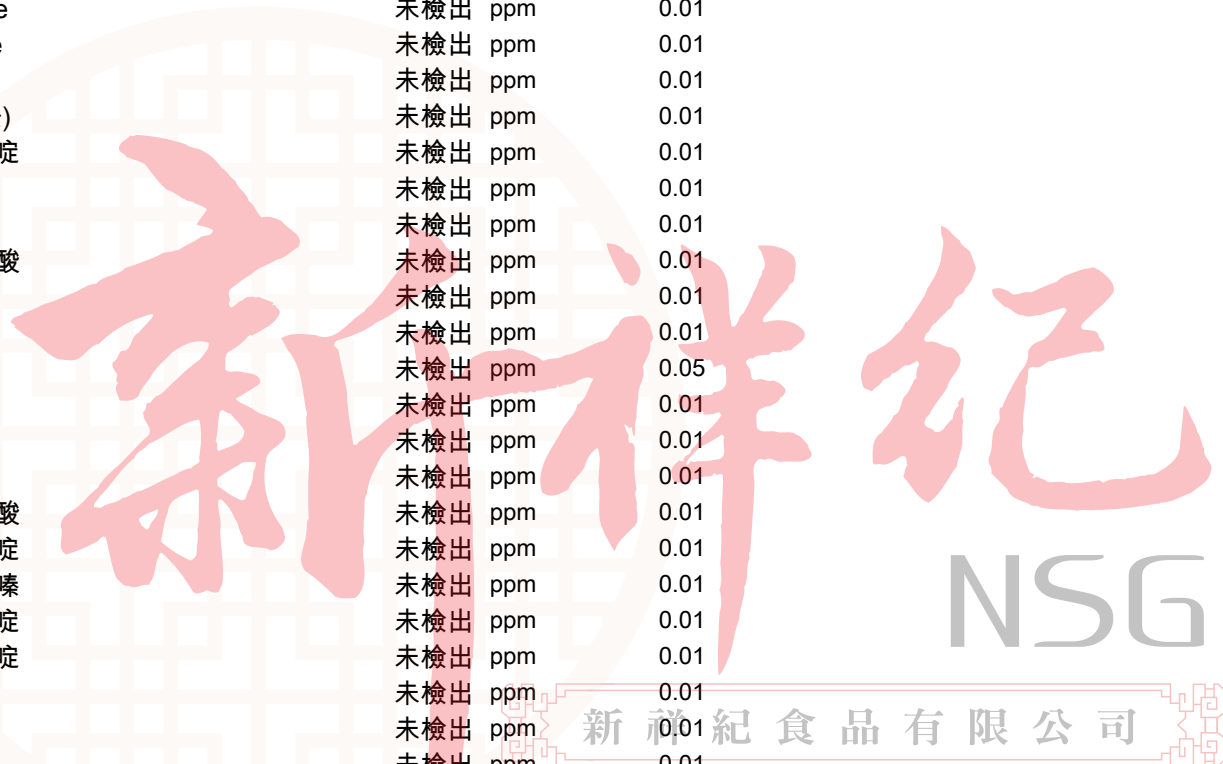 e 未檢出 ppm 0.01
e 未檢出 ppm 0.01
未檢出 ppm 0.01
) 未檢出 ppm 0.01
啶 未檢出 ppm 0.01
未檢出 ppm 0.01
未檢出 ppm 0.01
酸 未檢出 ppm 0.01
未檢出 ppm 0.01
未檢出 ppm 0.01
未檢出 ppm 0.05
未檢出 ppm 0.01
未檢出 ppm 0.01
未檢出 ppm 0.01
酸 未檢出 ppm 0.01
啶 未檢出 ppm 0.01
嗪 未檢出 ppm 0.01
啶 未檢出 ppm 0.01
啶 未檢出 ppm 0.01
未檢出 ppm 0.01
未檢出 ppm 0.01
未檢出 ppm 0.01
新祥紀
NSG
新祥紀食品有限公司